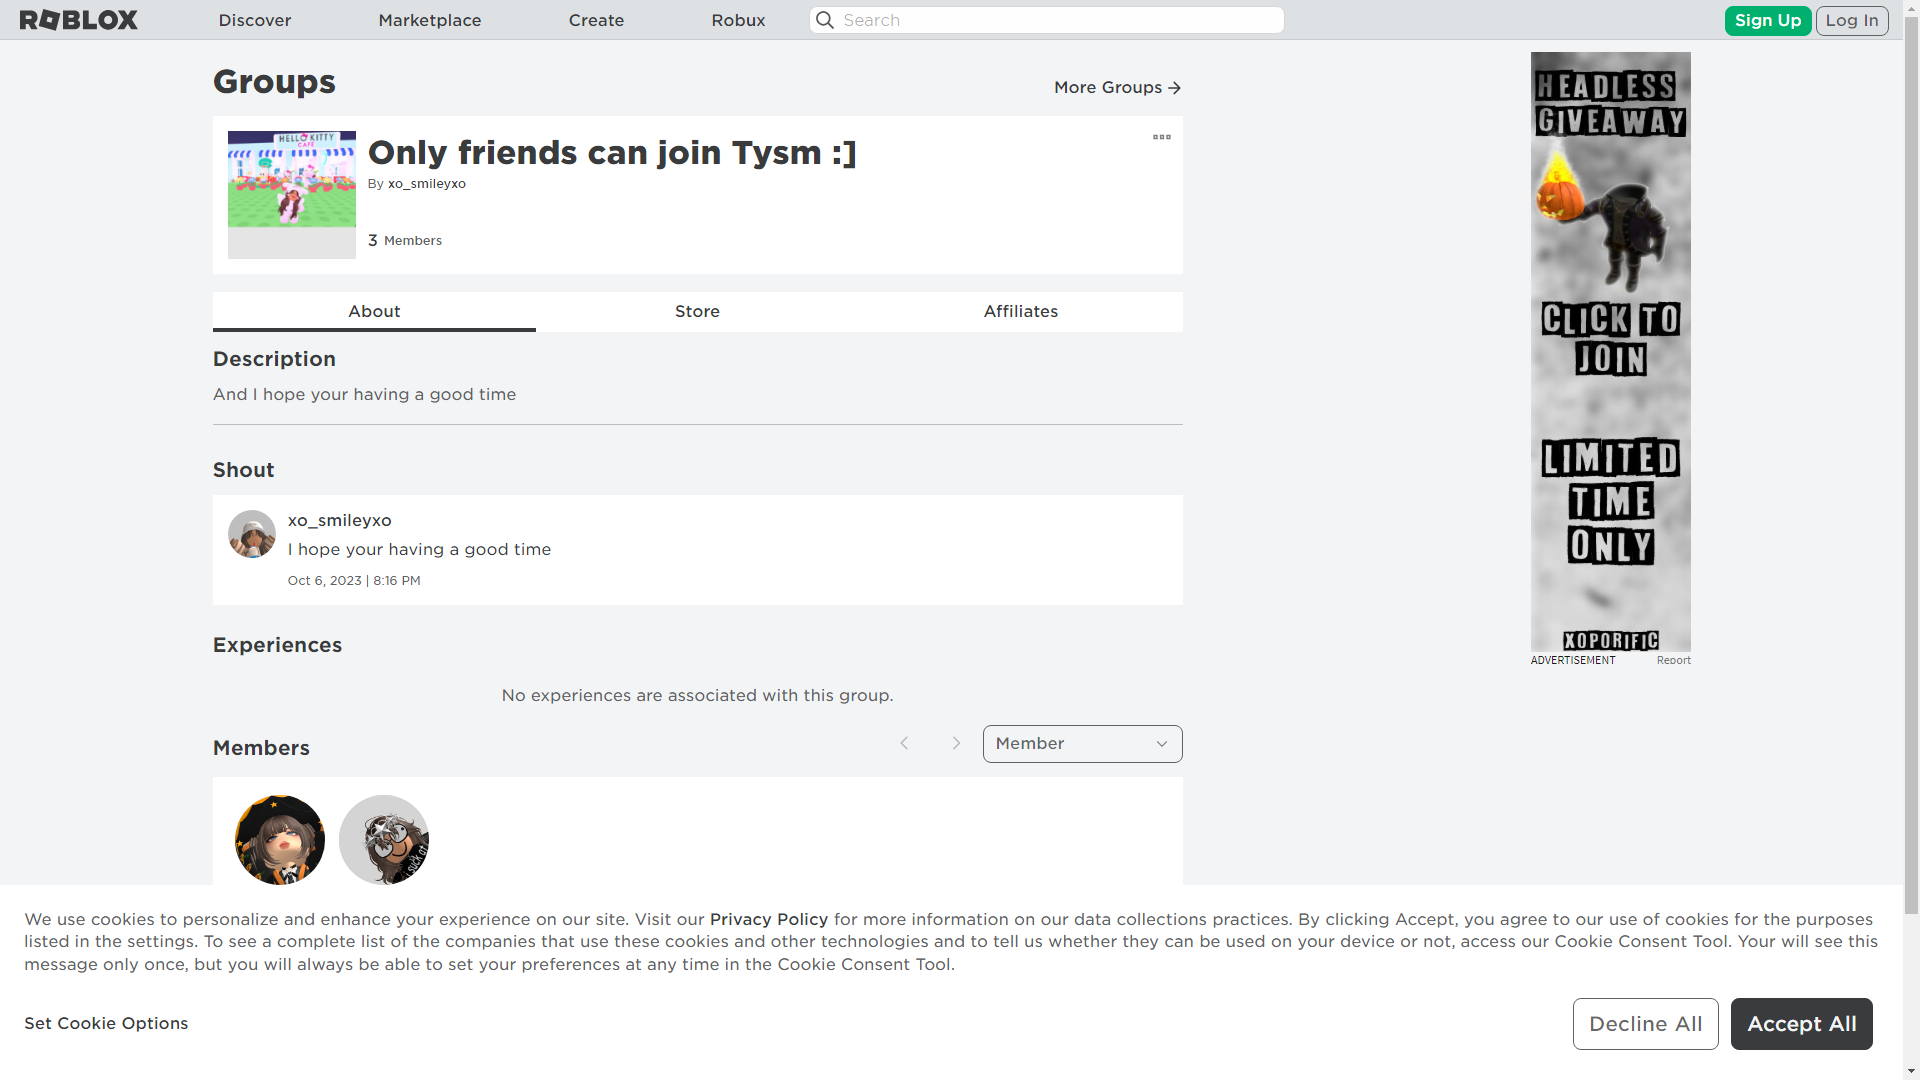 ROBLOX
Discover
Marketplace
Create
Robux
Search
Sign Up
Log In
Groups
More Groups
HELLO KITTY
CAFE
Only friends can join Tysm :]
By xo_smileyxo
3 Members
About
Store
Affiliates
Description
And I hope your having a good time
Shout
xo_smileyxo
I hope your having a good time
Oct 6, 2023 | 8:16 PM
Experiences
No experiences are associated with this group.
Members
Member
suck at
HEADLESS
GIVEAWAY
CLICK TO
JOIN
LIMITED
TIME
ONLY
XOPORIFIC
ADVERTISEMENT
Report
We use cookies to personalize and enhance your experience on our site. Visit our Privacy Policy for more information on our data collections practices. By clicking Accept, you agree to our use of cookies for the purposes
listed in the settings. To see a complete list of the companies that use these cookies and other technologies and to tell us whether they can be used on your device or not, access our Cookie Consent Tool. Your will see this
message only once, but you will always be able to set your preferences at any time in the Cookie Consent Tool.
Set Cookie Options
Decline All
Accept All